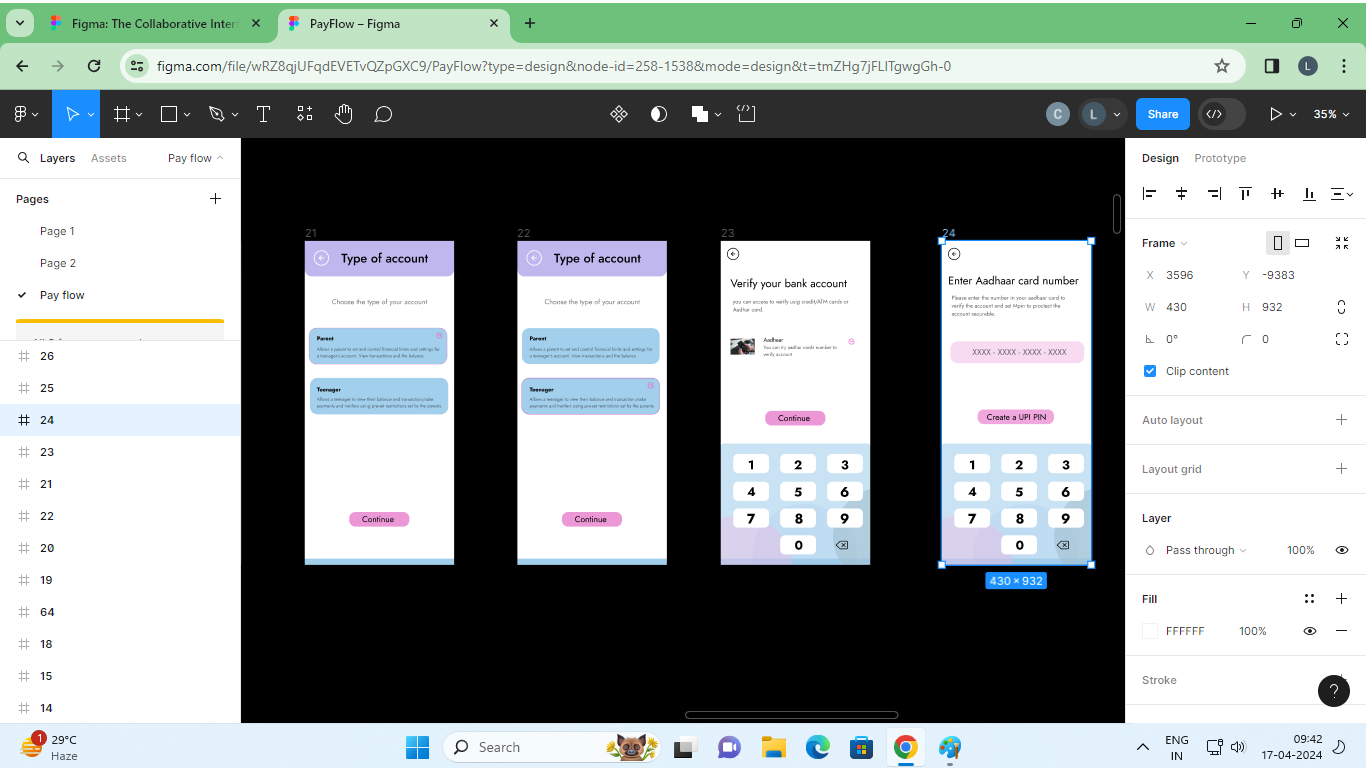 Figma: The Collaborative Inter
PayFlow – Figma
figma.com/file/wRZ8qjUFqdEVETvQZpGXC9/PayFlow?type=design&node-id=258-1538&mode=design&t=tmZHg7jFLITgwgGh-0
L
C
L
Share
35%
Layers
Assets
Pay flow
Pages
Page 1
Page 2
Pay flow
26
25
24
23
21
22
20
19
64
18
15
14
21
Type of account
Choose the type of your account
Parent
Allows a parent to set and control financial limits and settings for
a teenager's account. View transactions and the balance.
Teenager
Allows a teenager to view their balance and transaction,make
payments and tranfers using pre-set restrictions set by the parents
Continue
22
Type of account
Choose the type of your account
Parent
Allows a parent to set and control financial limits and settings for
a teenager's account. View transactions and the balance.
Teenager
Allows a teenager to view their balance and transaction,make
payments and tranfers using pre-set restrictions set by the parents
Continue
23
Verify your bank account
you can access to verify usig credit/ATM cards or
Aadhar card.
Aadhaar
You can try aadhar cards number to
verify account
Continue
1 2 3
4 5 6
7 8 9
0
24
Enter Aadhaar card number
Please enter the number in your aadhaar card to
verify the account and set Mpin to proctect the
account securable.
XXXX - XXXX - XXXX - XXXX
Create a UPI PIN
1 2 3
4 5 6
7 8 9
0
430 × 932
Design
Prototype
Frame
X 3596 Y -9383
W 430 H 932
0° 0
Clip content
Auto layout
Layout grid
Layer
Pass through 100%
Fill
FFFFFF 100%
Stroke
?
1
29°C
Haze
Search
ENG
IN
09:42
17-04-2024